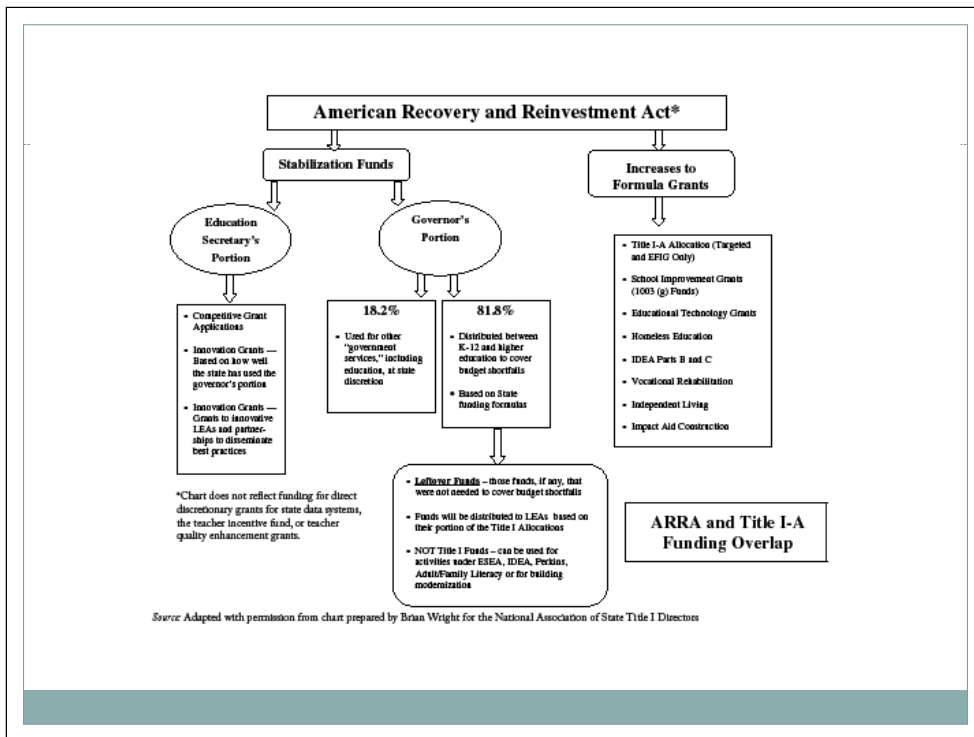 American Recovery and Reinvestment Act*
Stabilization Funds
Increases to
Formula Grants
Education
Secretary's
Portion
Governor's
Portion
• Competitive Grant
Applications
• Innovation Grants —
Based on how well
the state has used the
governor's portion
• Innovation Grants —
Grants to innovative
LEAs and partner-
ships to disseminate
best practices
18.2%
• Used for other
"government
services," including
education, at state
discretion
81.8%
• Distributed between
K-12 and higher
education to cover
budget shortfalls
• Based on State
funding formulas
• Title I-A Allocation (Targeted
and EFIG Only)
• School Improvement Grants
(1003 (g) Funds)
• Educational Technology Grants
• Homeless Education
• IDEA Parts B and C
• Vocational Rehabilitation
• Independent Living
• Impact Aid Construction
• Leftover Funds – those funds, if any, that
were not needed to cover budget shortfalls
• Funds will be distributed to LEAs based on
their portion of the Title I Allocations
• NOT Title I Funds – can be used for
activities under ESEA, IDEA, Perkins,
Adult/Family Literacy or for building
modernization
*Chart does not reflect funding for direct
discretionary grants for state data systems,
the teacher incentive fund, or teacher
quality enhancement grants.
ARRA and Title I-A
Funding Overlap
Source: Adapted with permission from chart prepared by Brian Wright for the National Association of State Title I Directors